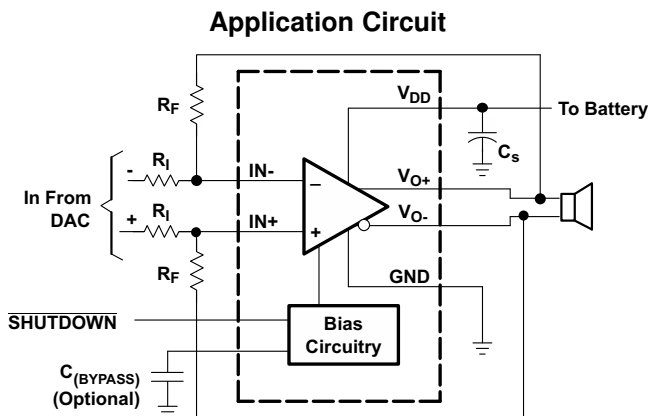 Application Circuit
R_F
V_DD
To Battery
C_s
- R_I
IN-
−
V_O+
In From
DAC
+ R_I
IN+
+
V_O-
R_F
GND
SHUTDOWN
Bias
Circuitry
C_(BYPASS)
(Optional)